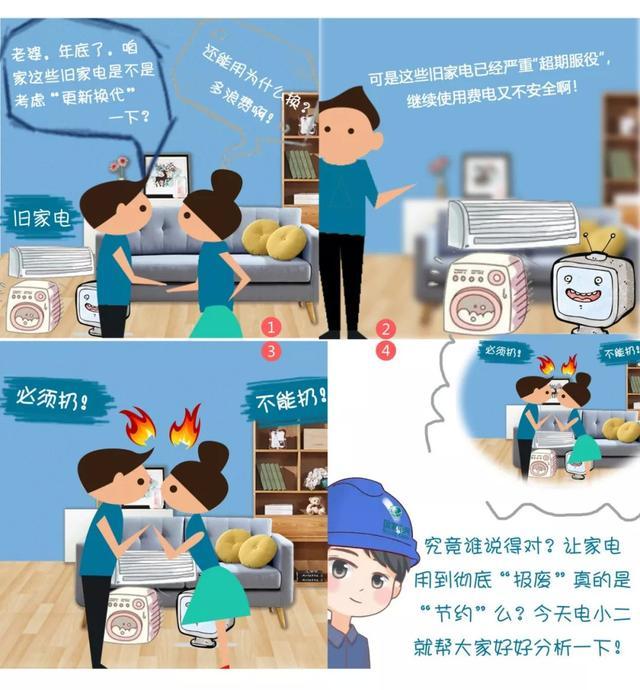 老婆，年底了，咱
家这些旧家电是不是
考虑“更新换代”
一下？
还能用为什么换？
多浪费啊！
旧家电
1
可是这些旧家电已经严重“超期服役”，
继续使用费电又不安全啊！
2
3
必须扔！
不能扔！
4
必须扔！
不能扔！
究竟谁说得对？让家电
用到彻底“报废”真的是
“节约”么？今天电小二
就帮大家好好分析一下！